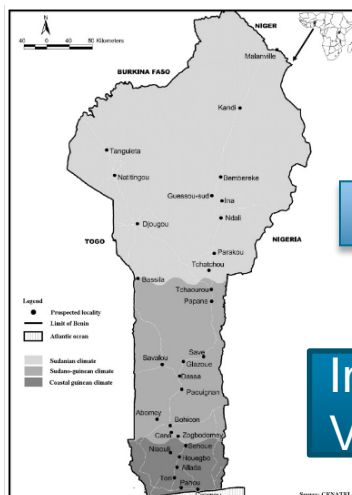 NIGER
N
40 0 40 80 Kilometers
Malanville
BURKINA FASO
Kandi
Tanguieta
Natitingou
Bembereke
Guessou-sud
Ina
Ndali
Djougou
NIGERIA
TOGO
Parakou
Tchatchou
Bassila
Tchaourou
Papane
Legend
Prospected locality
Limit of Benin
Atlantic ocean
Save
Savalou
Glazoue
Dassa
Sudanian climate
Sudano-guinean climate
Coastal guinean climate
Paouignan
Abomey
Bohicon
Cana
Zogbodomey
Sehoue
Niaouli
Houegbo
Allada
Tori
Pahou
Source: CENATEL
In
V